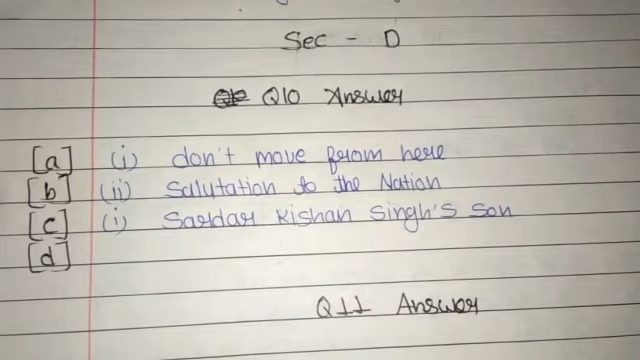 Sec - D
Q10 Answer
[a] (i) don't move from here
[b] (ii) Salutation to the Nation
[c] (i) Sardar Kishan Singh's son
[d]
Q11 Answer